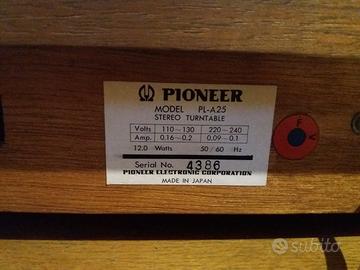 PIONEER
MODEL PL-A25
STEREO TURNTABLE
Volts 110~130 220~240
Amp. 0.16~0.2 0.09~0.1
12.0 Watts 50/60 Hz
Serial No. 4386
PIONEER ELECTRONIC CORPORATION
MADE IN JAPAN
F
V
subito